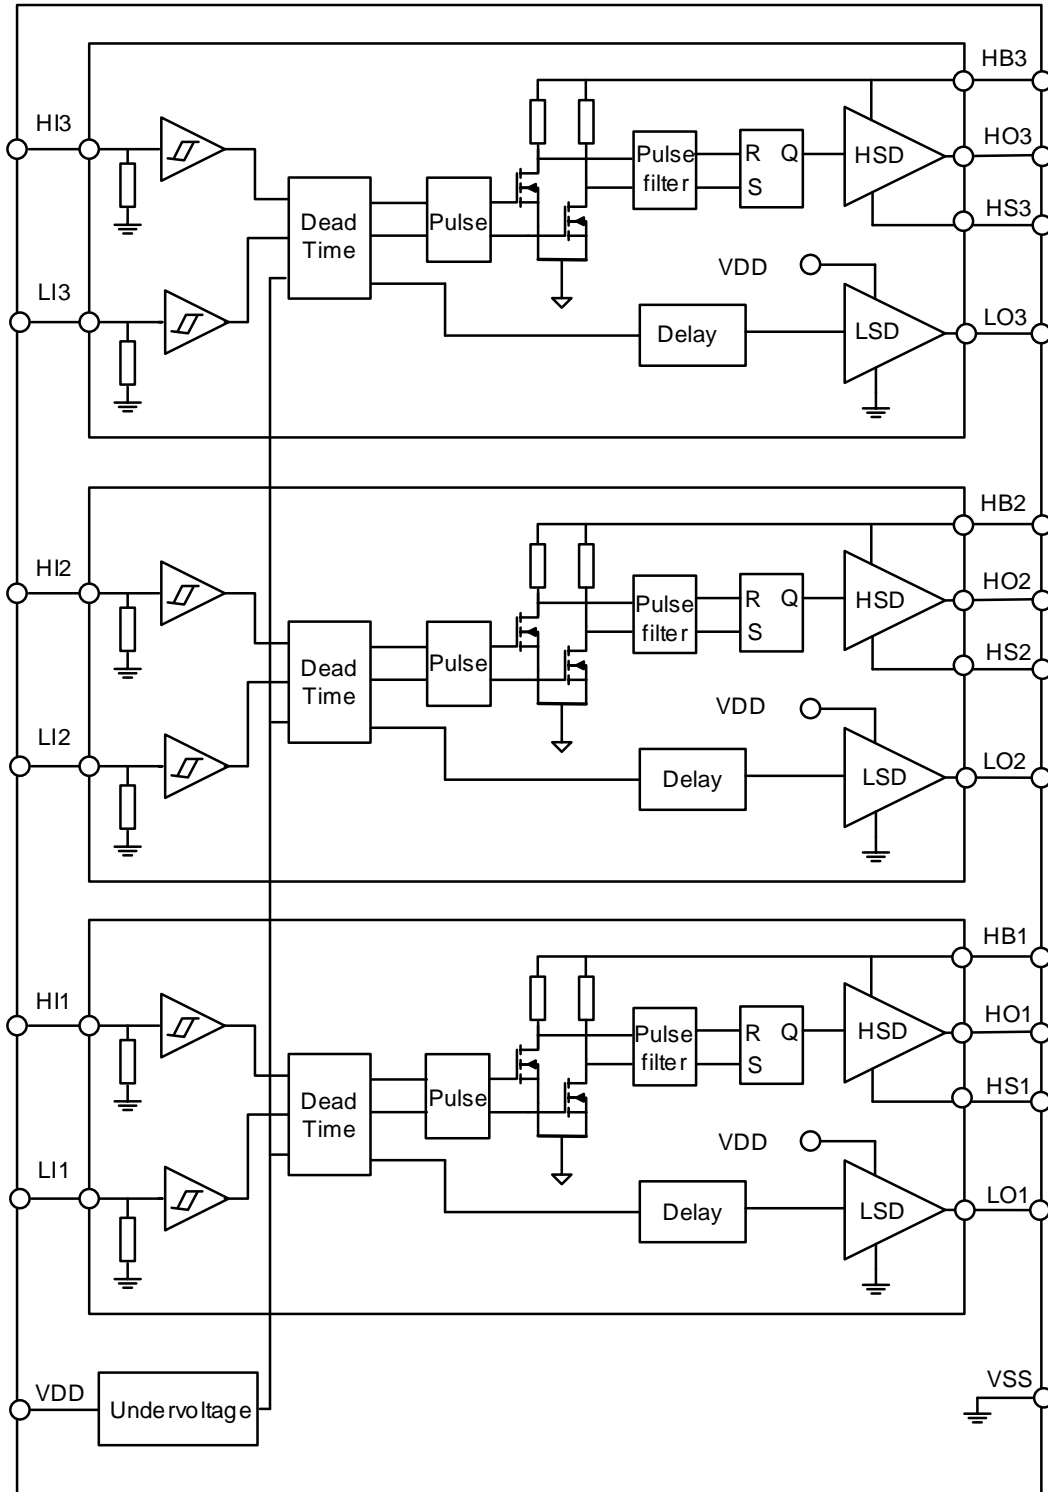 HB3
HI3
Pulse
filter
R Q
S
HSD
HO3
Dead
Time
Pulse
HS3
VDD
LI3
Delay
LSD
LO3
HB2
HI2
Pulse
filter
R Q
S
HSD
HO2
Dead
Time
Pulse
HS2
VDD
LI2
Delay
LSD
LO2
HB1
HI1
Pulse
filter
R Q
S
HSD
HO1
Dead
Time
Pulse
HS1
VDD
LI1
Delay
LSD
LO1
VDD
Undervoltage
VSS